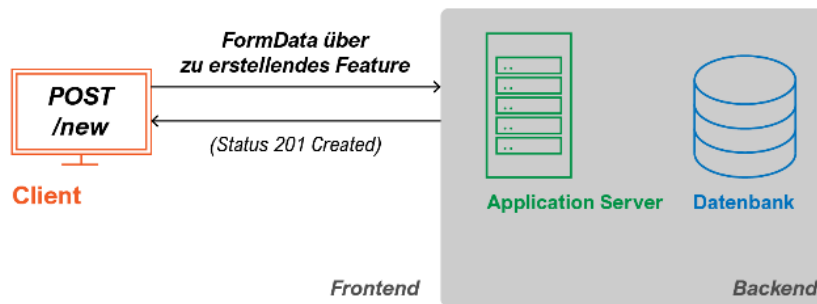 FormData über
zu erstellendes Feature
POST
/new
(Status 201 Created)
Client
Application Server
Datenbank
Frontend
Backend